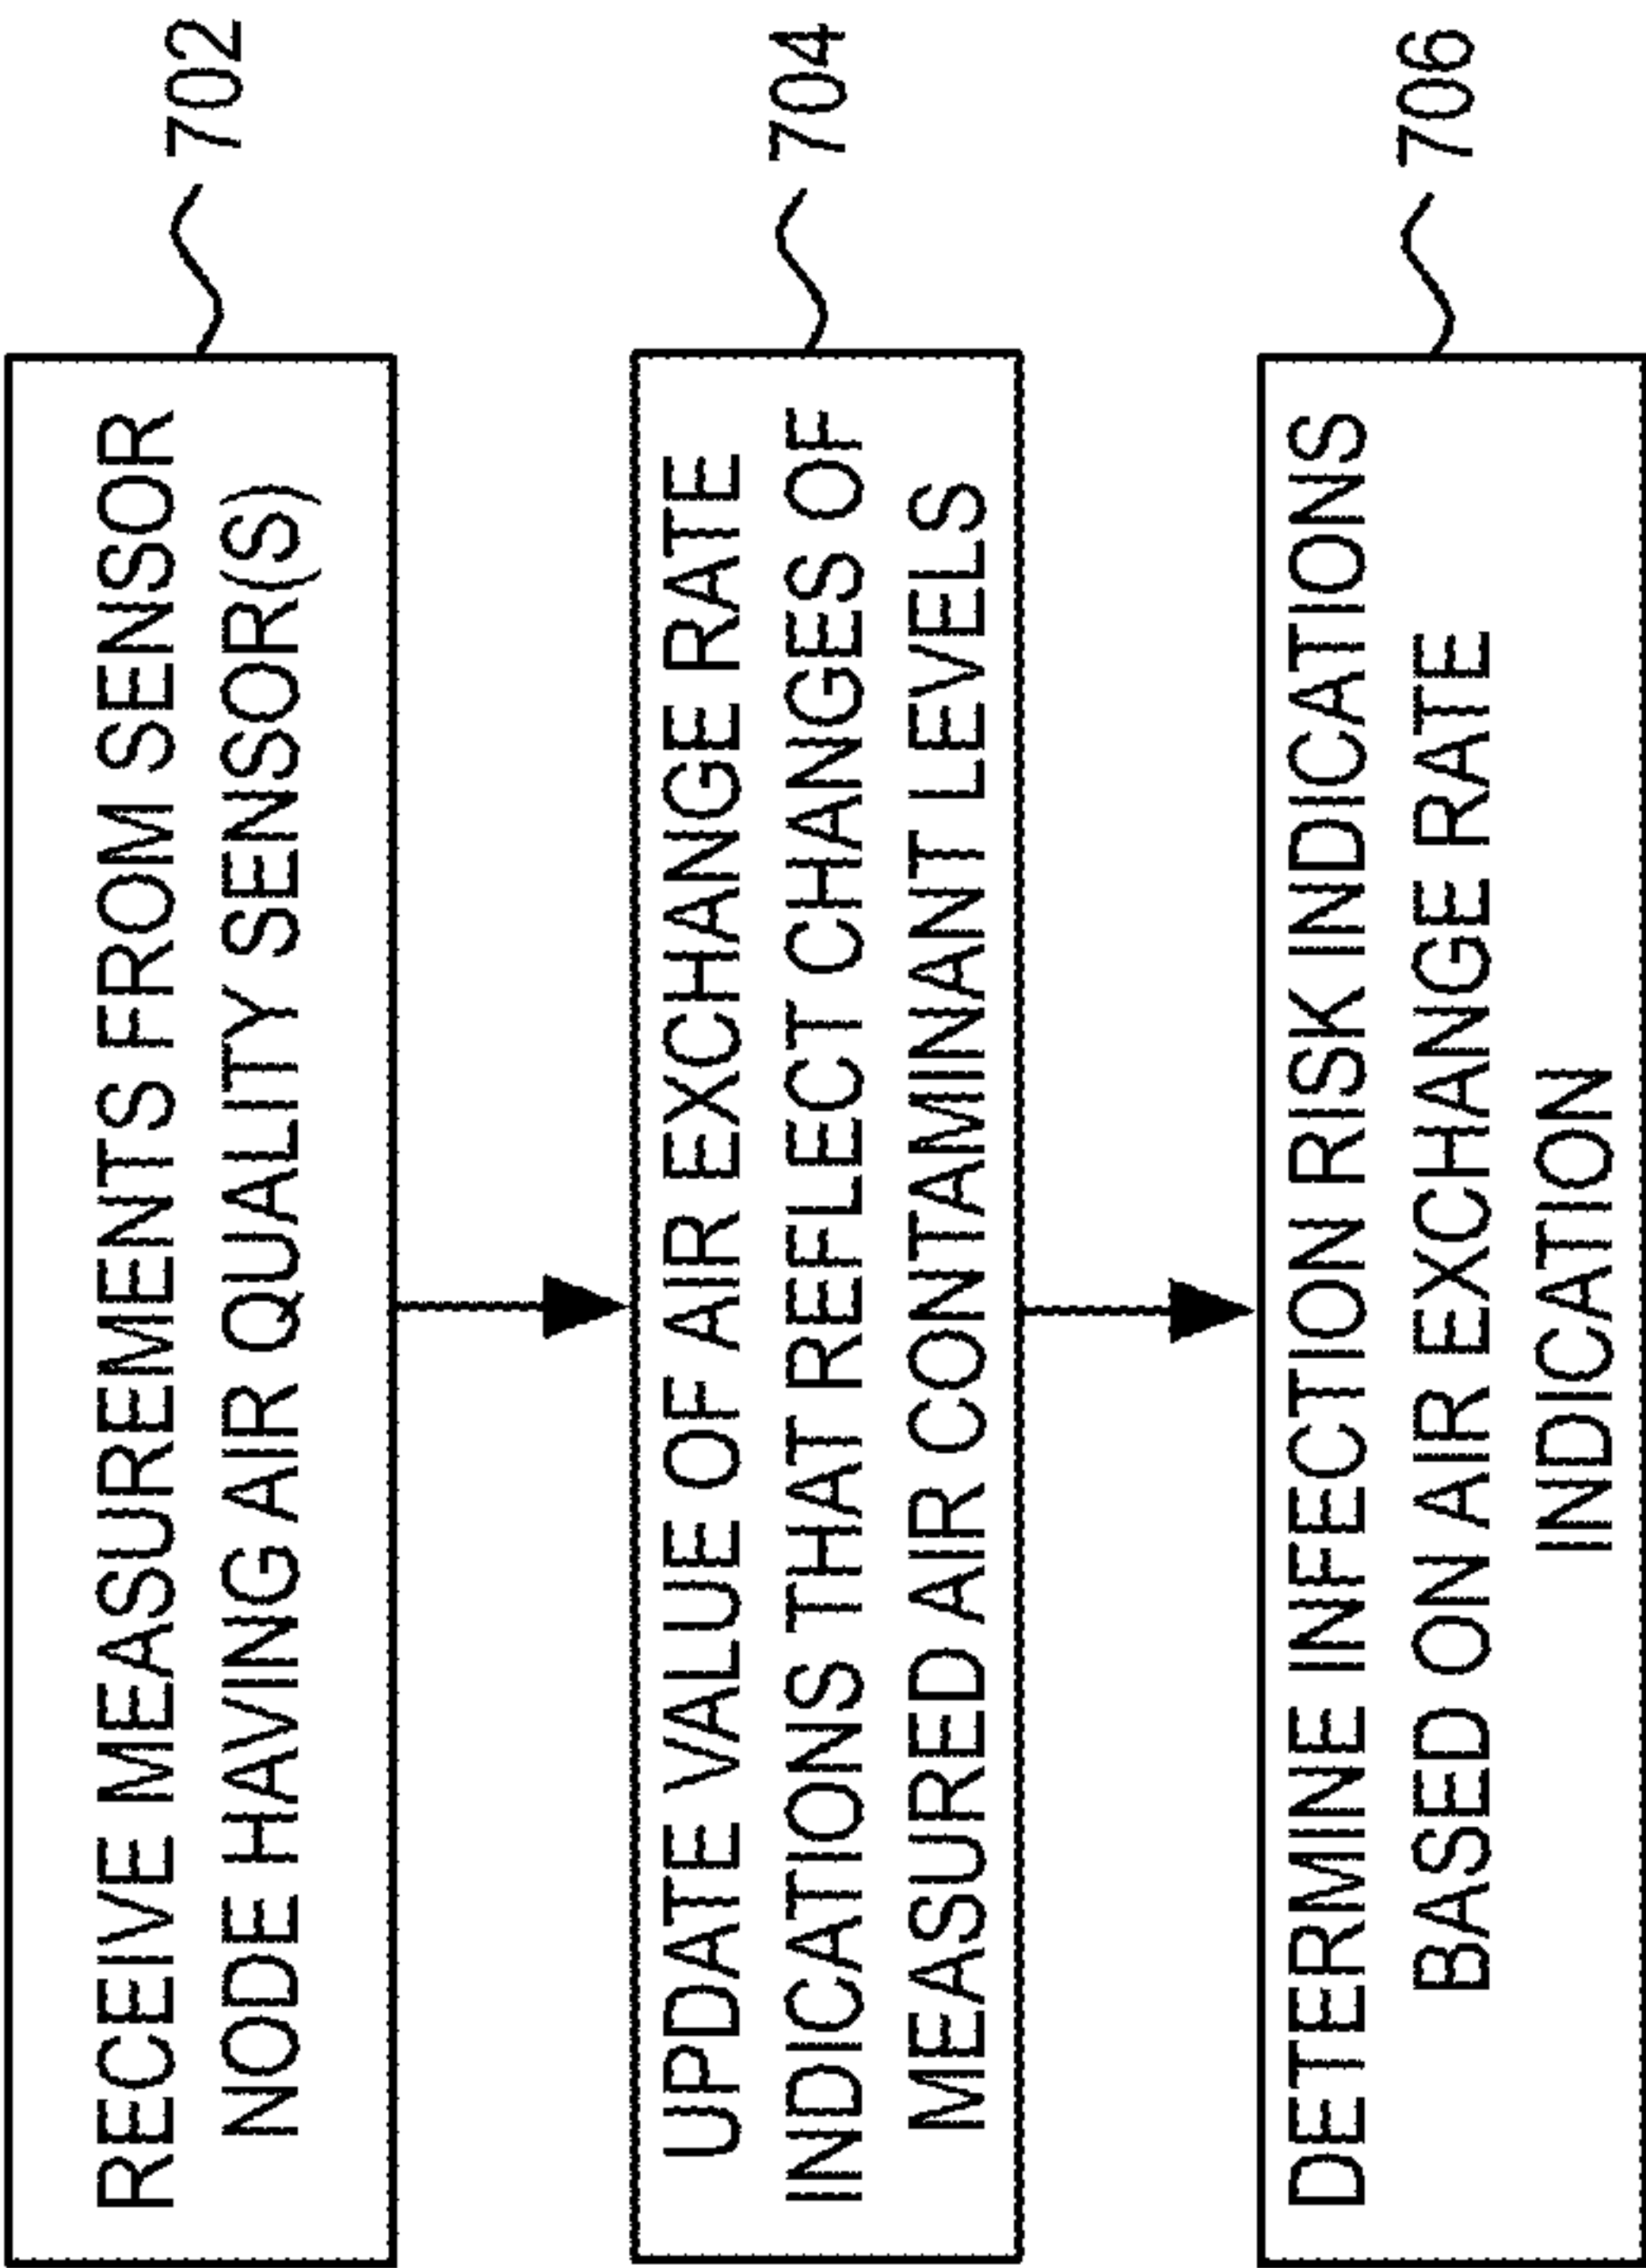 RECEIVE MEASUREMENTS FROM SENSOR
NODE HAVING AIR QUALITY SENSOR(S)
702
UPDATE VALUE OF AIR EXCHANGE RATE
INDICATIONS THAT REFLECT CHANGES OF
MEASURED AIR CONTAMINANT LEVELS
704
DETERMINE INFECTION RISK INDICATIONS
BASED ON AIR EXCHANGE RATE
INDICATION
706